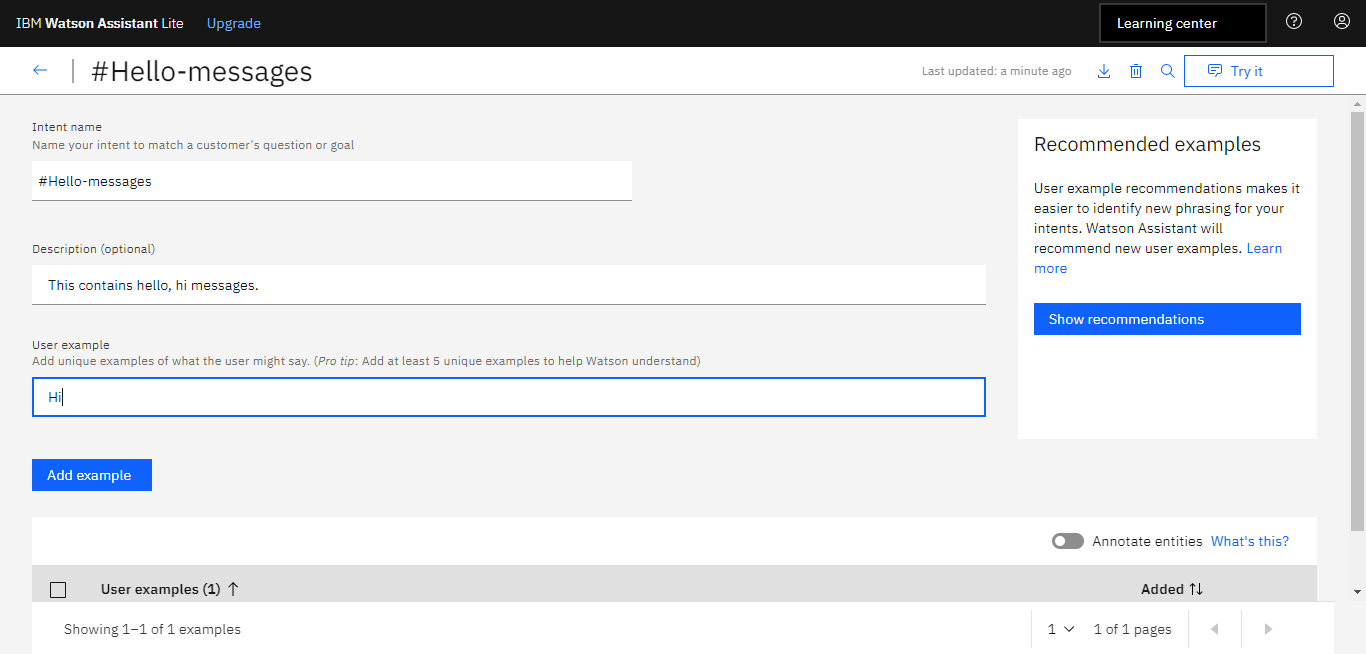 IBM Watson Assistant Lite Upgrade Learning center
#Hello-messages Last updated: a minute ago Try it
Intent name
Name your intent to match a customer's question or goal
#Hello-messages
Description (optional)
This contains hello, hi messages.
User example
Add unique examples of what the user might say. (Pro tip: Add at least 5 unique examples to help Watson understand)
Hi
Add example
Recommended examples
User example recommendations makes it
easier to identify new phrasing for your
intents. Watson Assistant will
recommend new user examples. Learn
more
Show recommendations
Annotate entities What's this?
User examples (1) Added
Showing 1–1 of 1 examples 1 1 of 1 pages